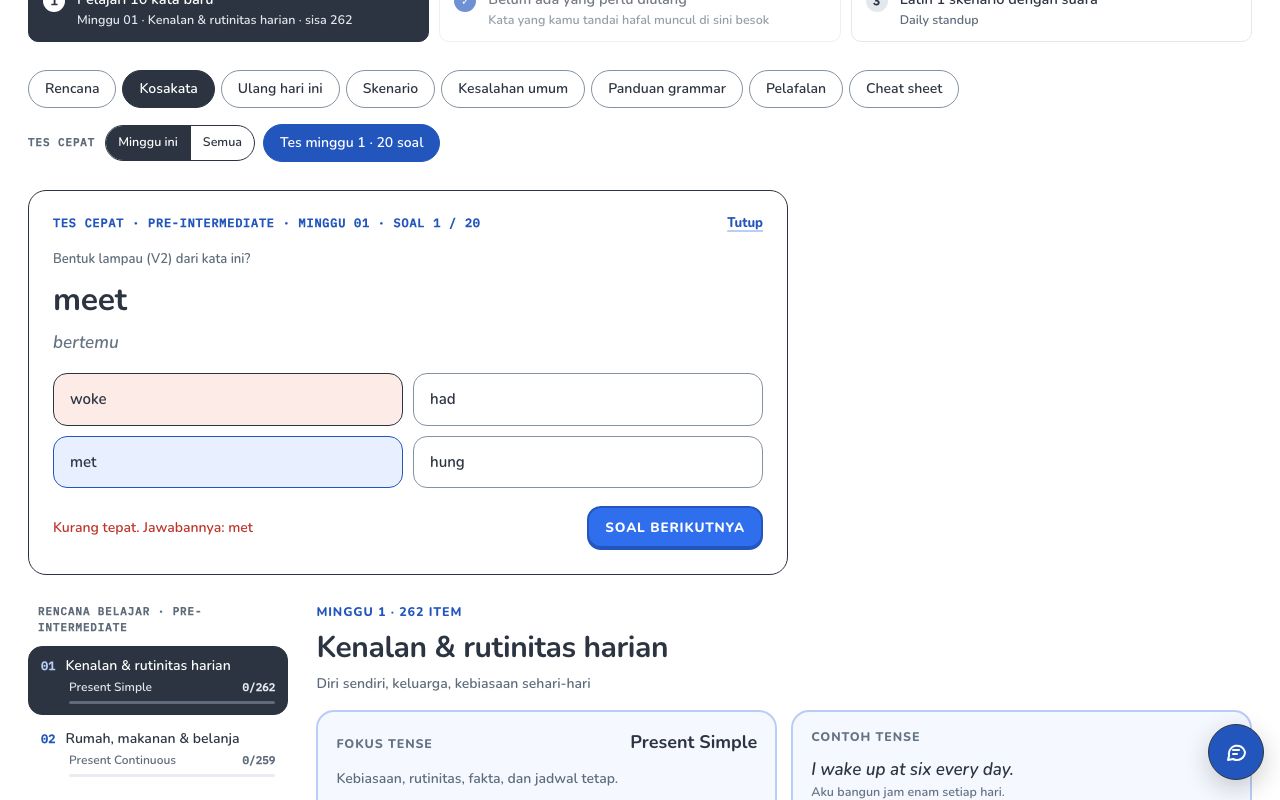 1 Pelajari 10 kata baru
Minggu 01 · Kenalan & rutinitas harian · sisa 262
Belum ada yang perlu diulang
Kata yang kamu tandai hafal muncul di sini besok
3 Latih 1 skenario dengan suara
Daily standup
Rencana Kosakata Ulang hari ini Skenario Kesalahan umum Panduan grammar Pelafalan Cheat sheet
TES CEPAT Minggu ini Semua Tes minggu 1 · 20 soal
TES CEPAT · PRE-INTERMEDIATE · MINGGU 01 · SOAL 1 / 20 Tutup
Bentuk lampau (V2) dari kata ini?
meet
bertemu
woke had
met hung
Kurang tepat. Jawabannya: met SOAL BERIKUTNYA
RENCANA BELAJAR · PRE-
INTERMEDIATE
01 Kenalan & rutinitas harian
Present Simple 0/262
02 Rumah, makanan & belanja
Present Continuous 0/259
MINGGU 1 · 262 ITEM
Kenalan & rutinitas harian
Diri sendiri, keluarga, kebiasaan sehari-hari
FOKUS TENSE Present Simple
Kebiasaan, rutinitas, fakta, dan jadwal tetap.
CONTOH TENSE
I wake up at six every day.
Aku bangun jam enam setiap hari.